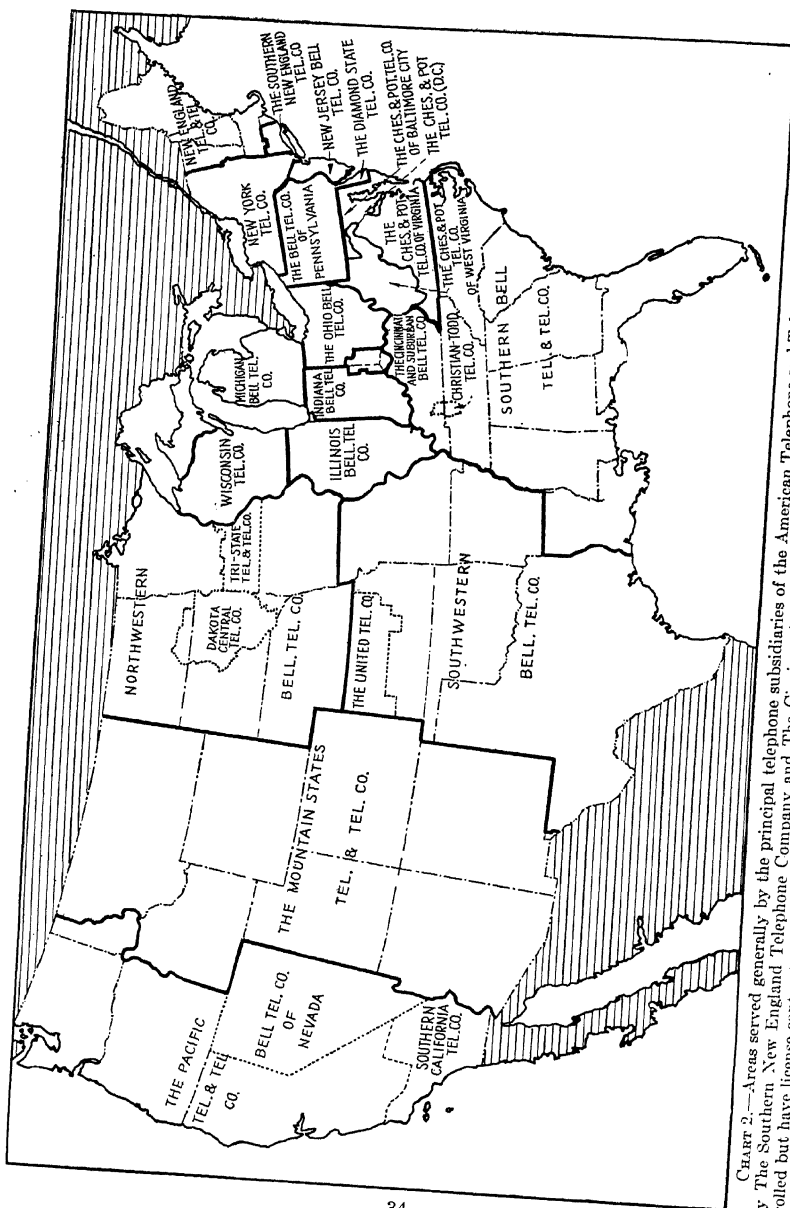 NEW ENGLAND
TEL. & TEL.
CO.
THE SOUTHERN
NEW ENGLAND
TEL. CO
NEW JERSEY BELL
TEL. CO.
THE DIAMOND STATE
TEL. CO.
THE CHES. & POT. TEL. CO.
OF BALTIMORE CITY
THE CHES. & POT
TEL. CO. (D.C.)
NEW YORK
TEL. CO.
THE BELL TEL. CO.
OF
PENNSYLVANIA
THE
CHES. & POT.
TEL. CO. OF VIRGINIA
THE CHES. & POT.
TEL. CO.
OF WEST VIRGINIA
THE OHIO BELL
TEL. CO.
THE CINCINNATI
AND SUBURBAN
BELL TEL. CO.
CHRISTIAN-TODD
TEL. CO.
SOUTHERN BELL
TEL. & TEL. CO.
MICHIGAN
BELL TEL.
CO.
INDIANA
BELL TEL.
CO.
WISCONSIN
TEL. CO.
ILLINOIS
BELL. TEL
CO.
TRI-STATE
TEL. & TEL. CO.
NORTHWESTERN
BELL. TEL. CO.
DAKOTA
CENTRAL
TEL. CO.
THE UNITED TEL. CO.
SOUTHWESTERN
BELL. TEL. CO.
THE MOUNTAIN STATES
TEL. & TEL. CO.
THE PACIFIC
TEL. & TEL
CO.
BELL TEL. CO.
OF
NEVADA
SOUTHERN
CALIFORNIA
TEL. CO.
CHART 2.—Areas served generally by the principal telephone subsidiaries of the American Telephone and
y The Southern New England Telephone Company and The
rolled but have license
34